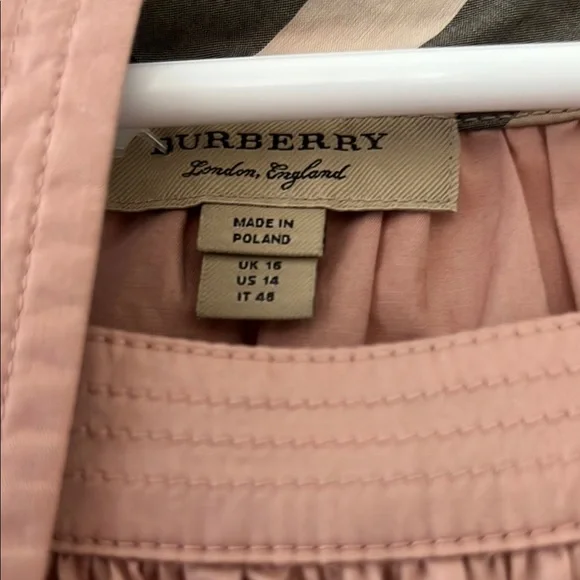 BURBERRY
London, England
MADE IN
POLAND
UK 16
US 14
IT 48